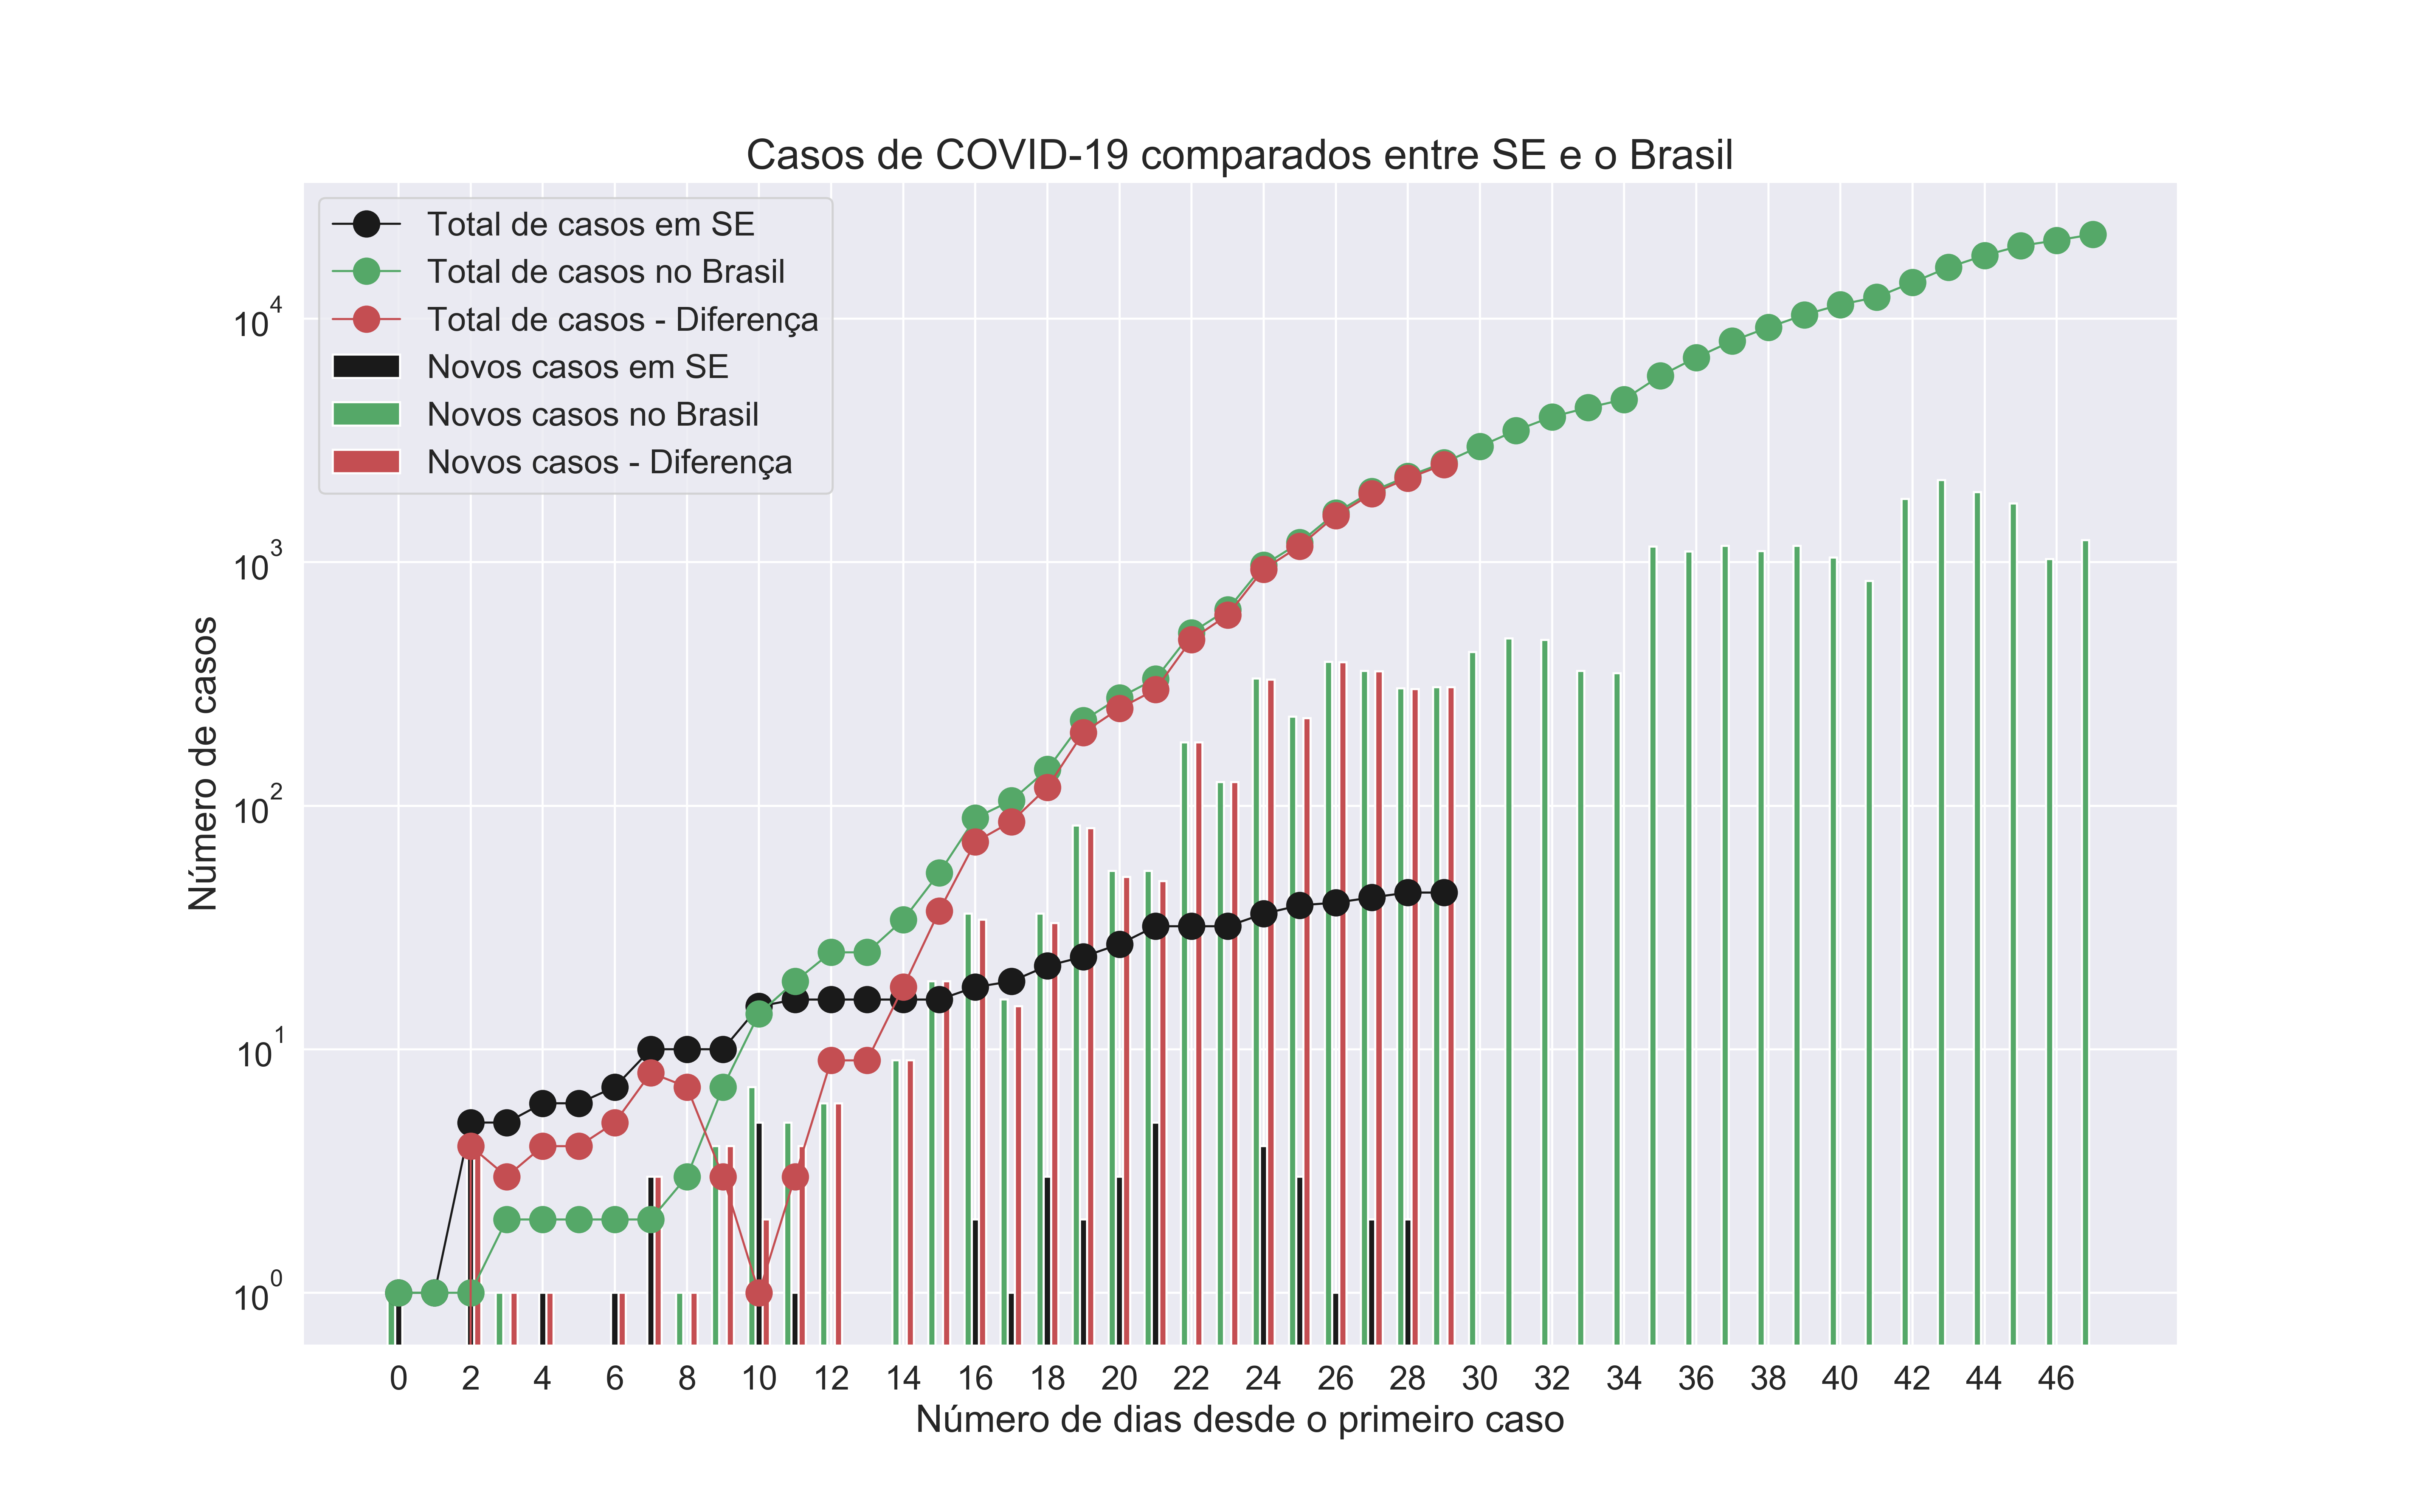 Casos de COVID-19 comparados entre SE e o Brasil
Total de casos em SE
Total de casos no Brasil
Total de casos - Diferença
Novos casos em SE
Novos casos no Brasil
Novos casos - Diferença
Número de casos
10^4
10^3
10^2
10^1
10^0
0 2 4 6 8 10 12 14 16 18 20 22 24 26 28 30 32 34 36 38 40 42 44 46
Número de dias desde o primeiro caso